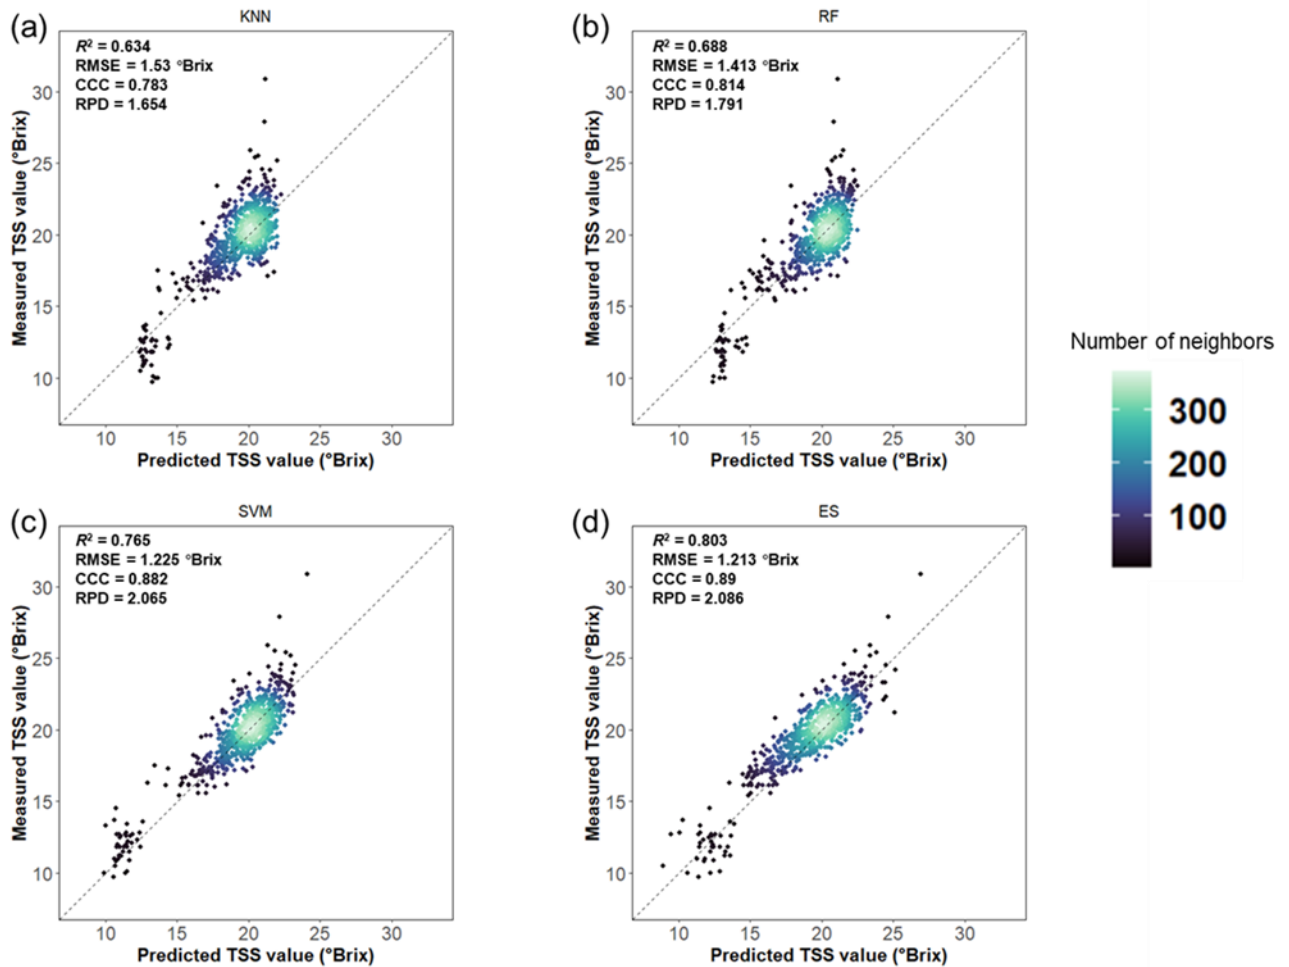 (a)
KNN
R² = 0.634
RMSE = 1.53 °Brix
CCC = 0.783
RPD = 1.654
30
25
20
15
10
Measured TSS value (°Brix)
10 15 20 25 30
Predicted TSS value (°Brix)
(b)
RF
R² = 0.688
RMSE = 1.413 °Brix
CCC = 0.814
RPD = 1.791
30
25
20
15
10
Measured TSS value (°Brix)
10 15 20 25 30
Predicted TSS value (°Brix)
Number of neighbors
300
200
100
(c)
SVM
R² = 0.765
RMSE = 1.225 °Brix
CCC = 0.882
RPD = 2.065
30
25
20
15
10
Measured TSS value (°Brix)
10 15 20 25 30
Predicted TSS value (°Brix)
(d)
ES
R² = 0.803
RMSE = 1.213 °Brix
CCC = 0.89
RPD = 2.086
30
25
20
15
10
Measured TSS value (°Brix)
10 15 20 25 30
Predicted TSS value (°Brix)